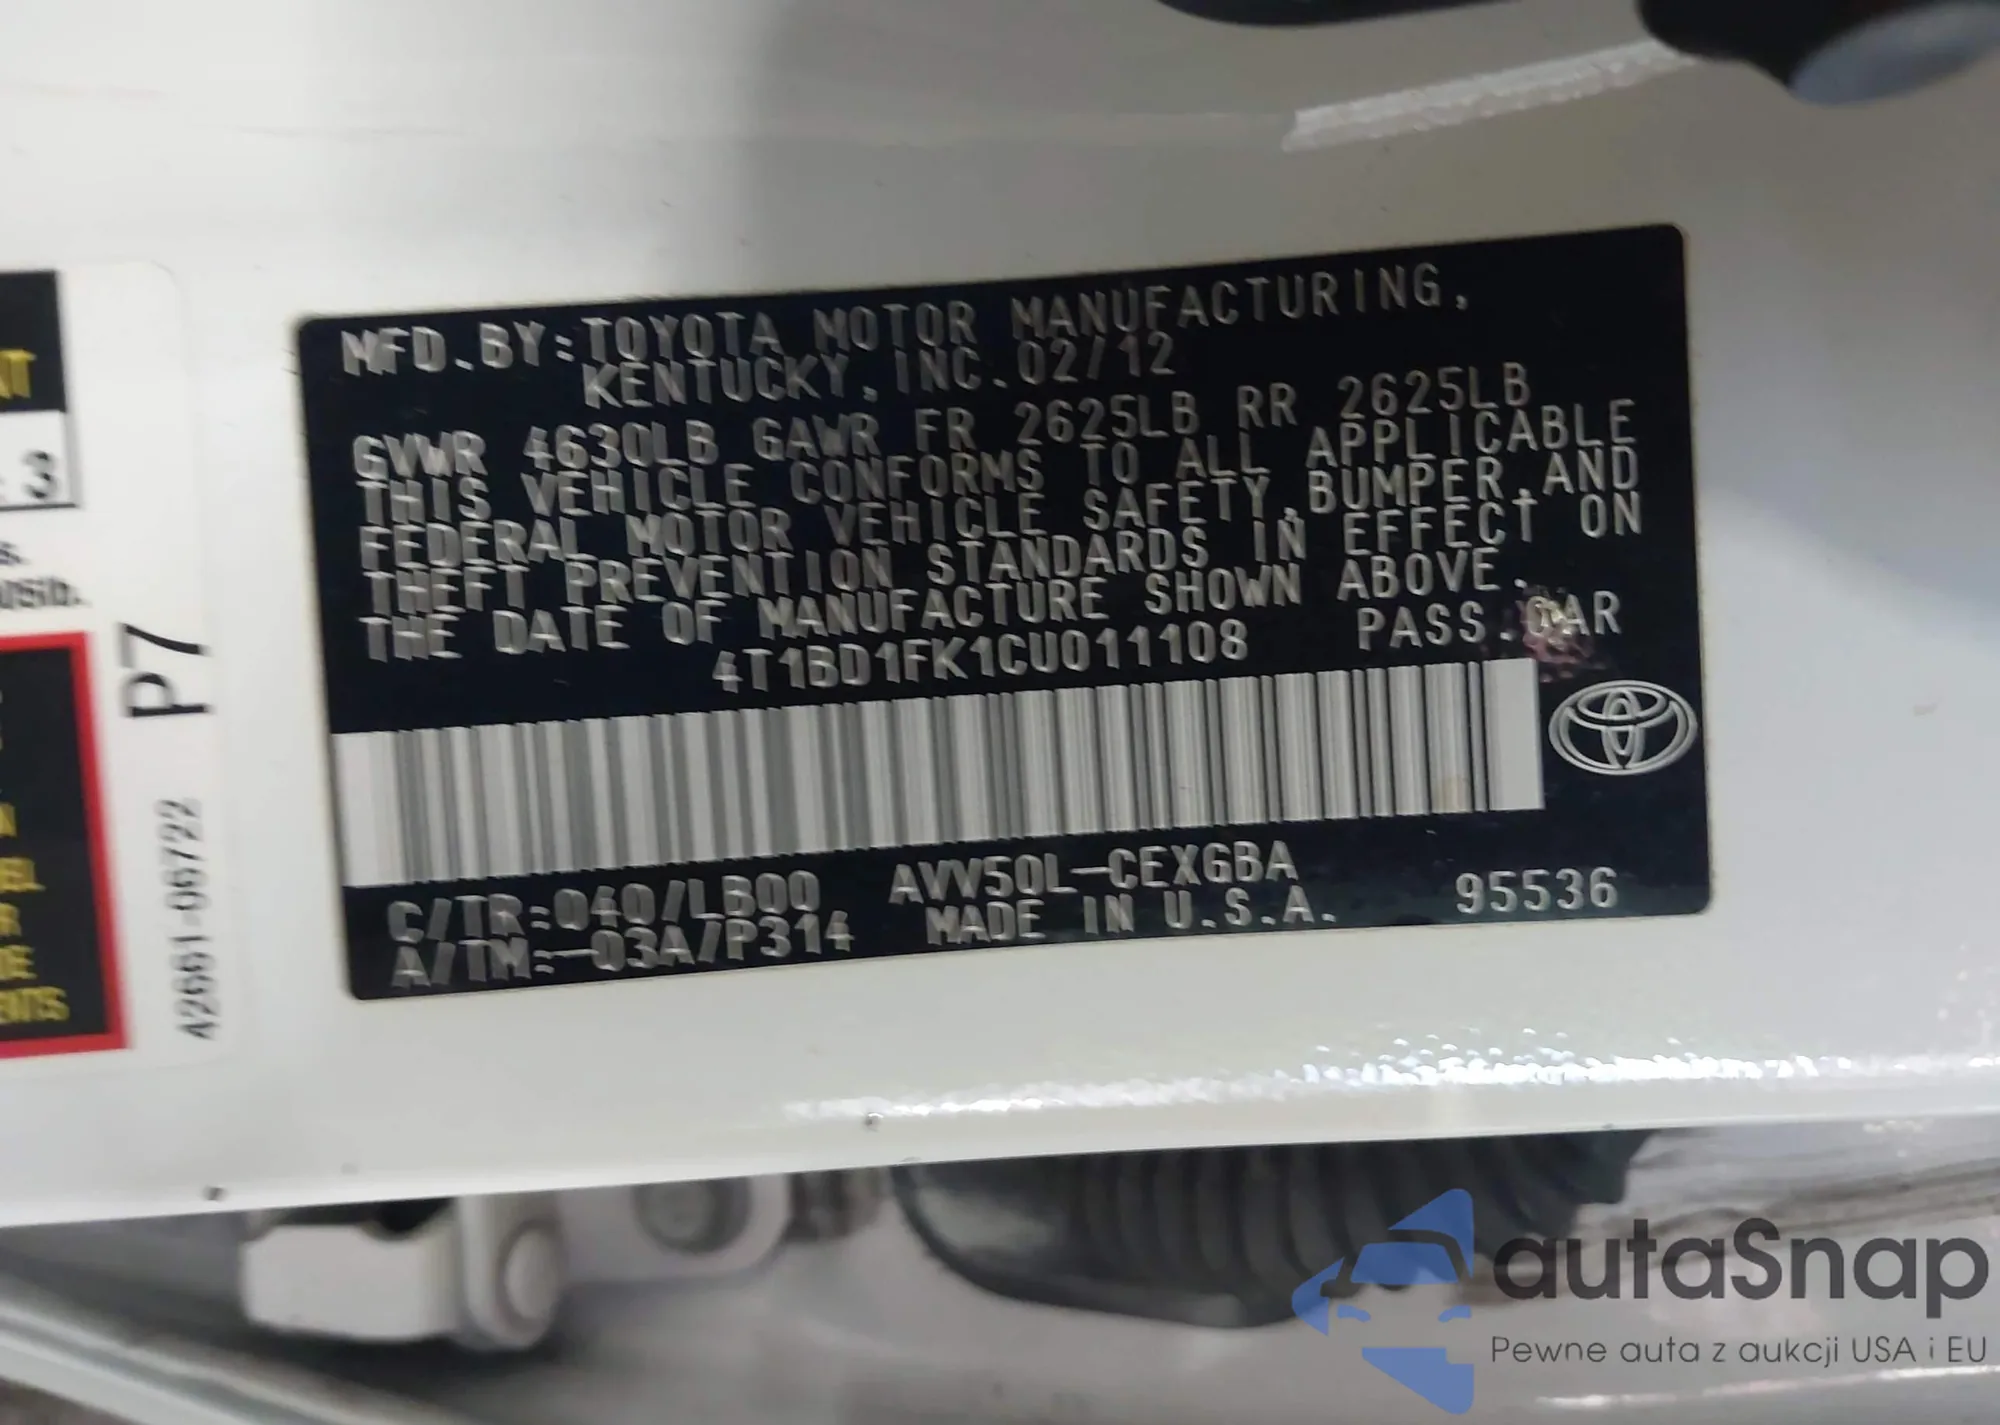 MFD.BY:TOYOTA MOTOR MANUFACTURING,
KENTUCKY, INC.02/12
GVWR 4630LB GAWR FR 2625LB RR 2625LB
THIS VEHICLE CONFORMS TO ALL APPLICABLE
FEDERAL MOTOR VEHICLE SAFETY,BUMPER,AND
THEFT PREVENTION STANDARDS IN EFFECT ON
THE DATE OF MANUFACTURE SHOWN ABOVE.
4T1BD1FK1CU011108 PASS.CAR
C/TR:040/LB00 AVV50L-CEXGBA 95536
A/TM:-03A/P314 MADE IN U.S.A.
3
P7
A2661-06722
autaSnap
Pewne auta z aukcji USA i EU